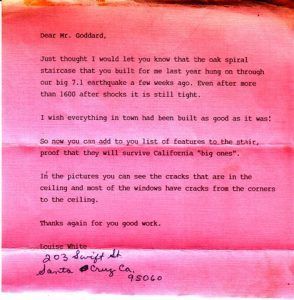 Dear Mr. Goddard,
Just thought I would let you know that the oak spiral
staircase that you built for me last year hung on through
our big 7.1 earthquake a few weeks ago. Even after more
than 1600 after shocks it is still tight.
I wish everything in town had been built as good as it was!
So now you can add to you list of features to the stair,
proof that they will survive California "big ones".
In the pictures you can see the cracks that are in the
ceiling and most of the windows have cracks from the corners
to the ceiling.
Thanks again for you good work.
Louise White
203 Swift St
Santa Cruz Ca.
95060